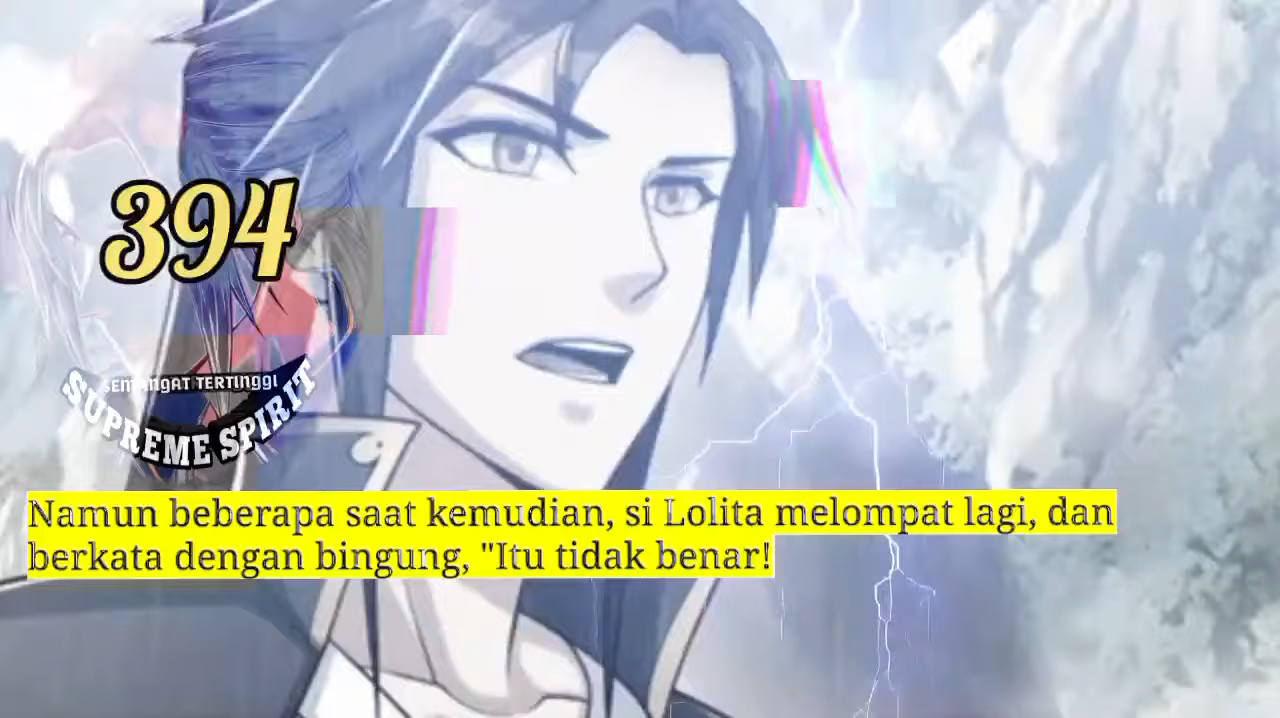 394
SEMANGAT TERTINGGI
SUPREME SPIRIT
Namun beberapa saat kemudian, si Lolita melompat lagi, dan
berkata dengan bingung, "Itu tidak benar!